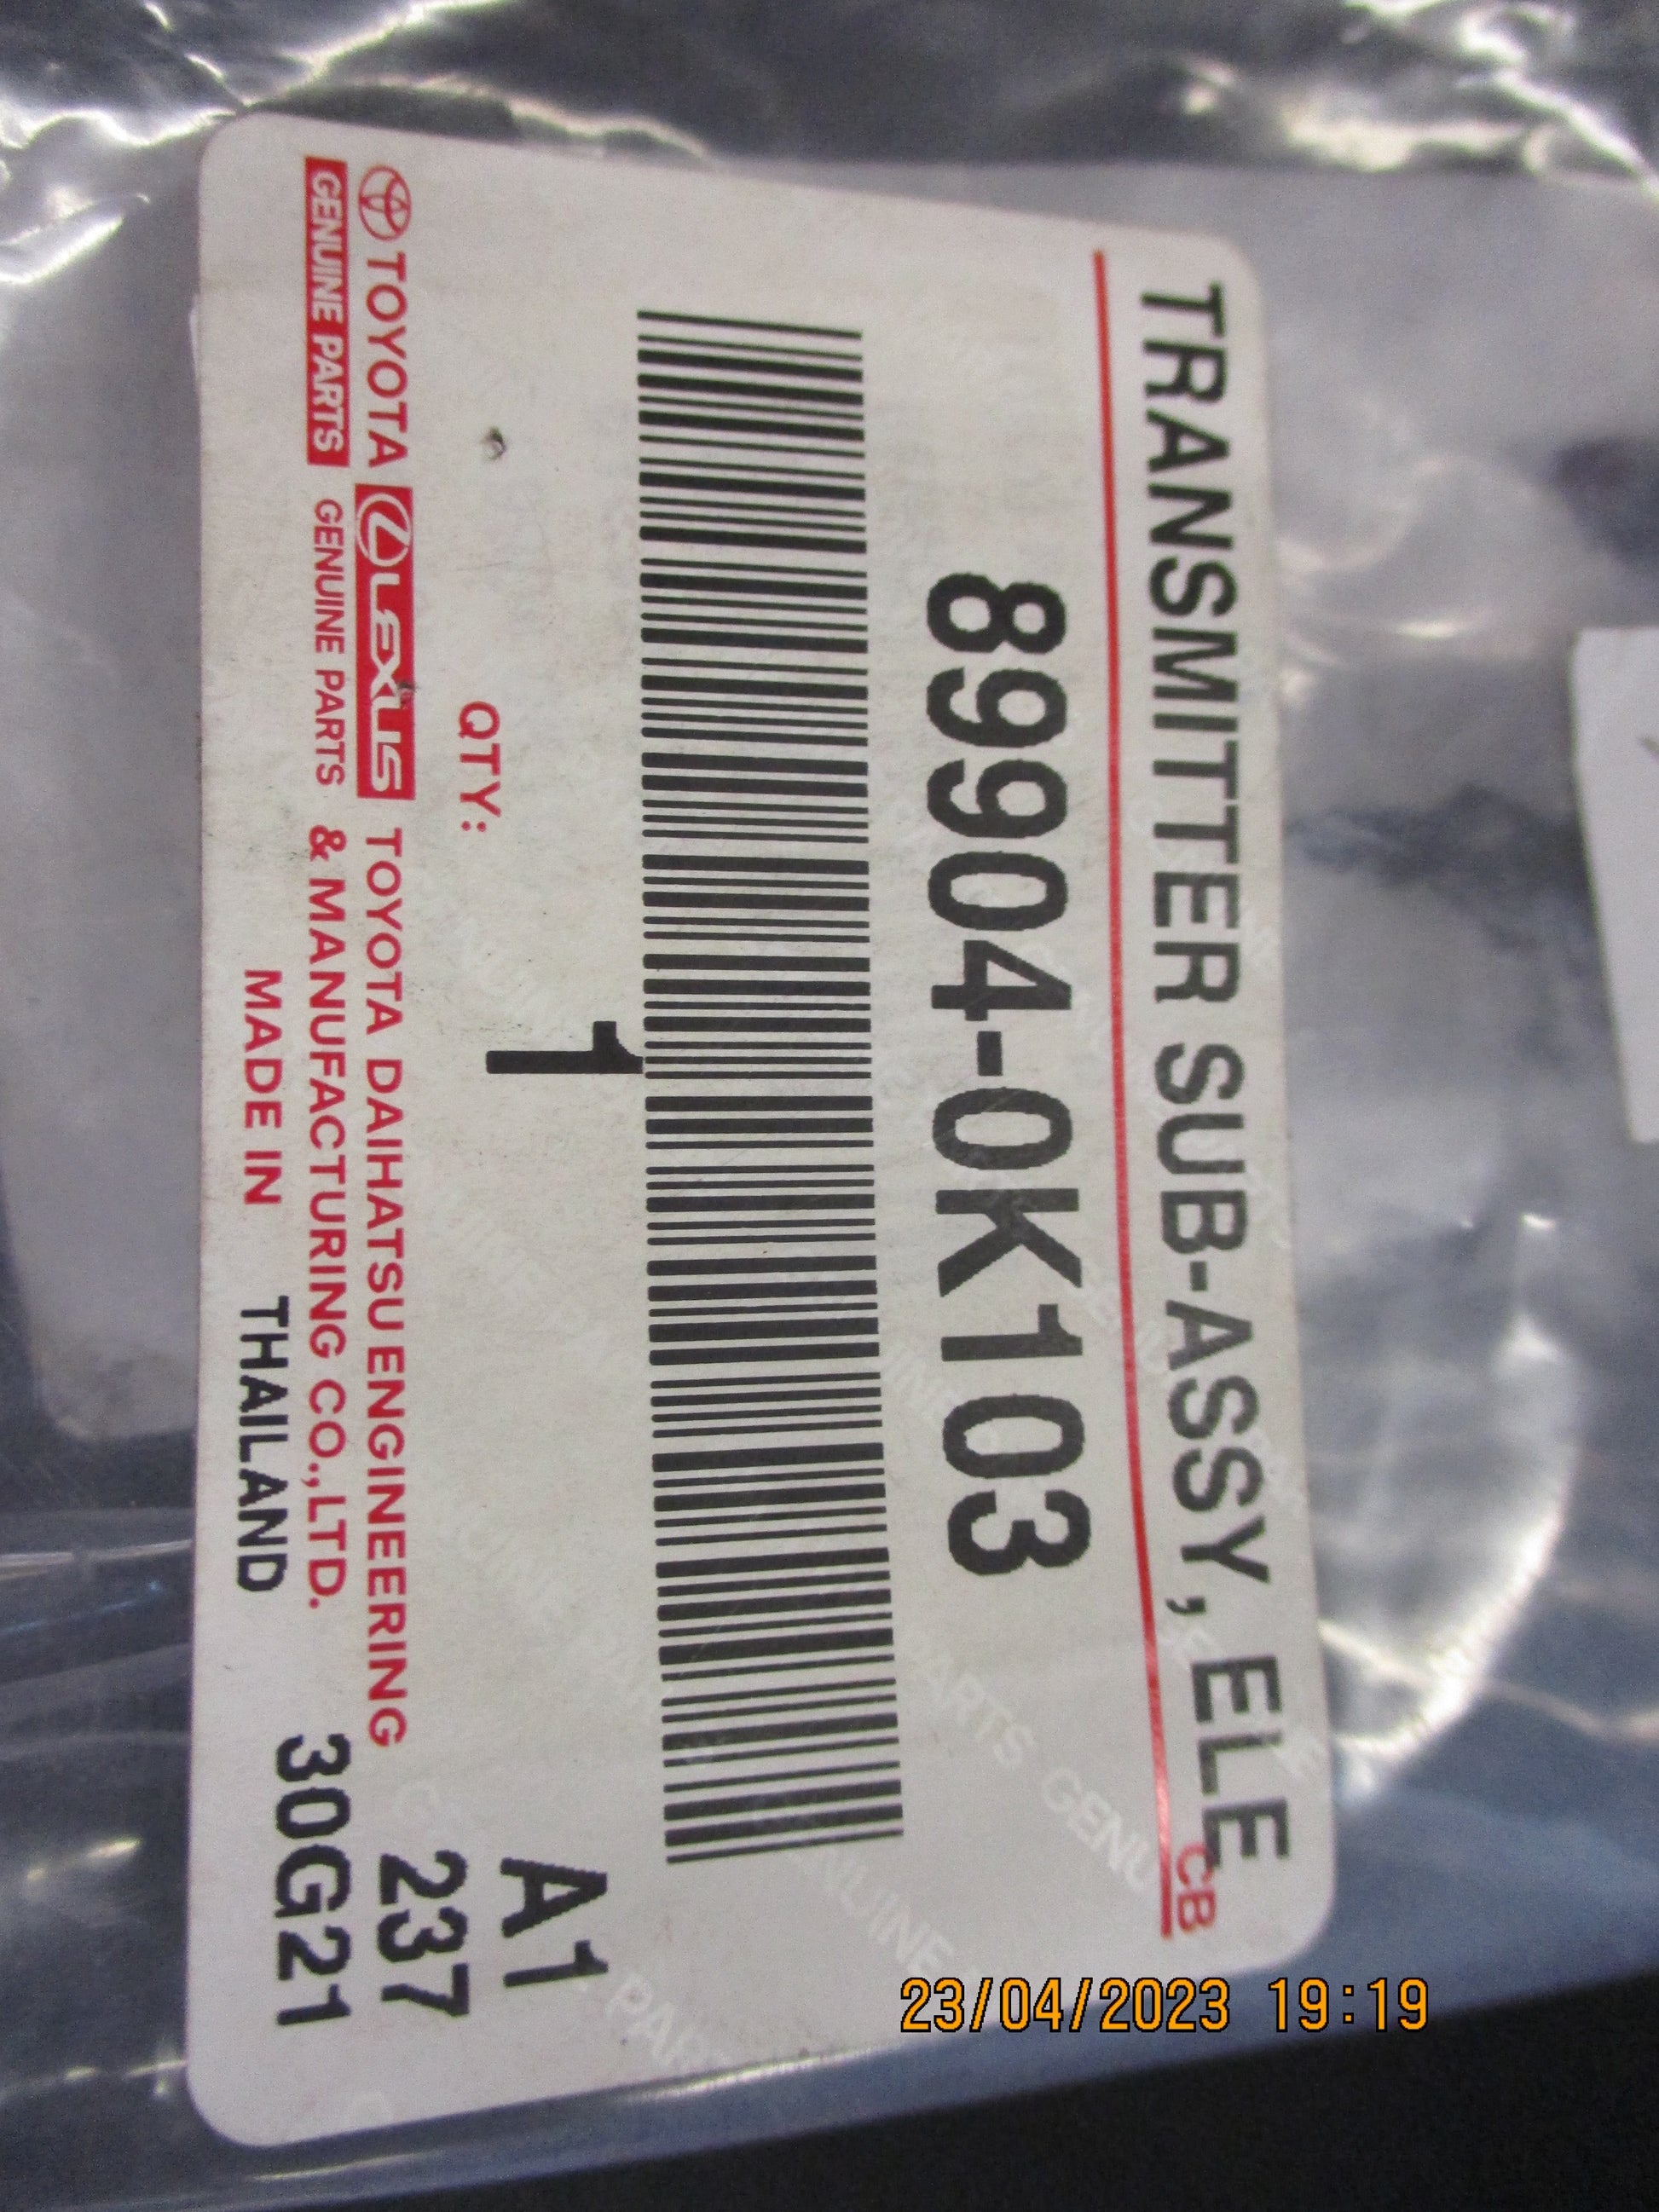 TRANSMITTER SUB-ASSY, ELE
CB
89904-0K103
QTY: 1
A1
TOYOTA LEXUS TOYOTA DAIHATSU ENGINEERING
237
GENUINE PARTS GENUINE PARTS & MANUFACTURING CO.,LTD.
30G21
MADE IN THAILAND
23/04/2023 19:19